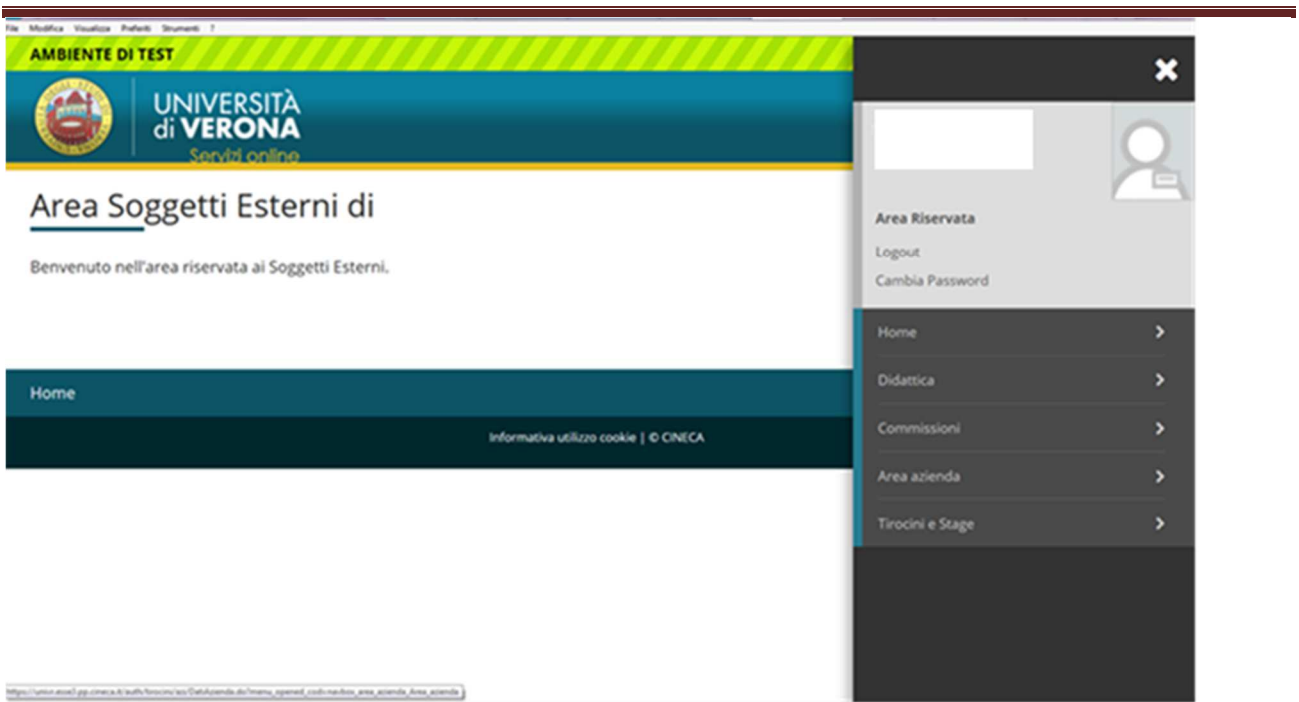 File Modifica Visualizza Preferiti Strumenti ?
AMBIENTE DI TEST
UNIVERSITÀ
di VERONA
Servizi online
Area Soggetti Esterni di
Benvenuto nell'area riservata ai Soggetti Esterni.
Home
Informativa utilizzo cookie | © CINECA
Area Riservata
Logout
Cambia Password
Home
Didattica
Commissioni
Area azienda
Tirocini e Stage